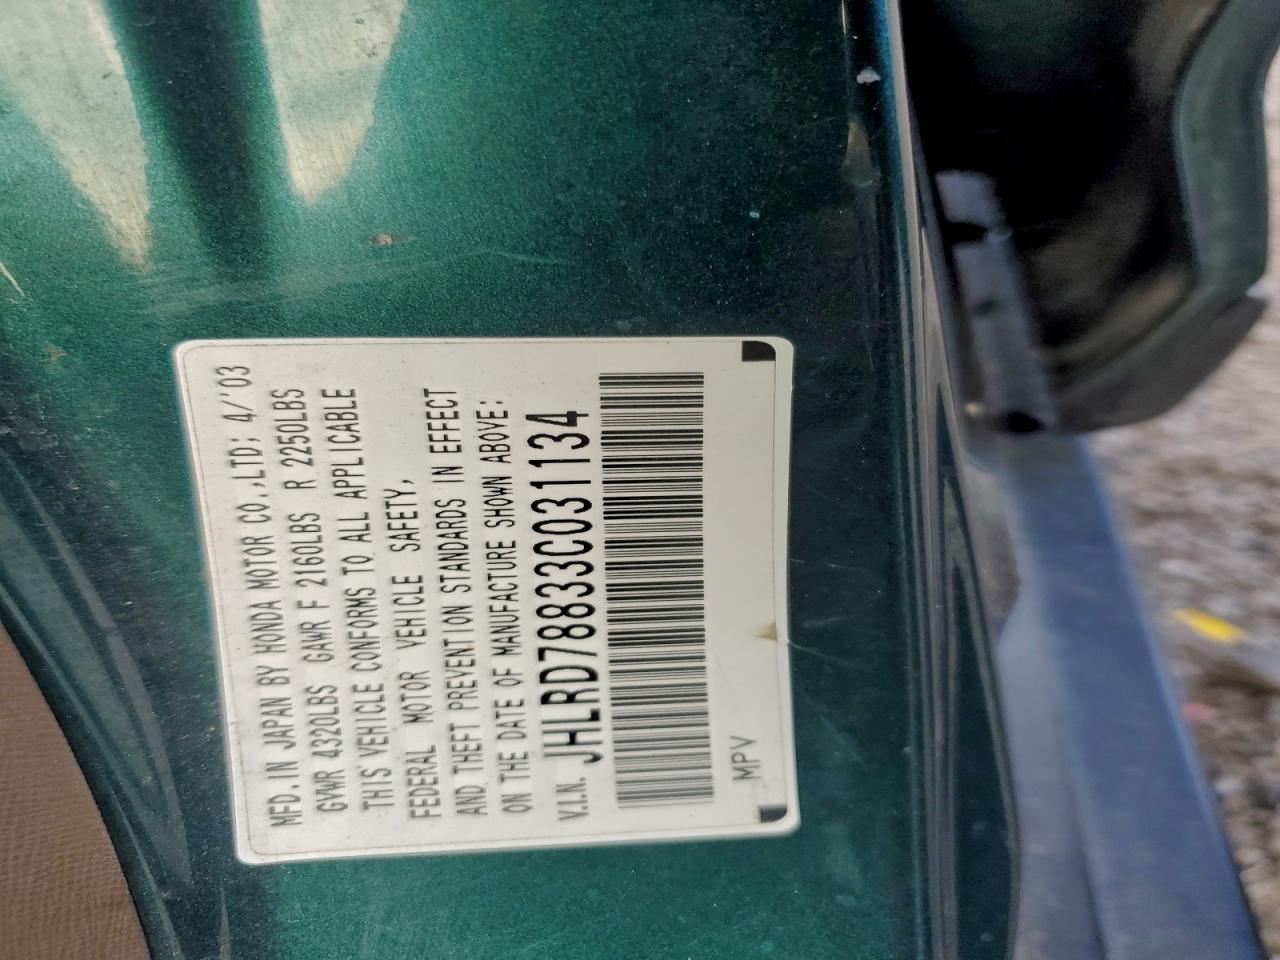 MFD. IN JAPAN BY HONDA MOTOR CO.,LTD; 4/'03
GVWR 4320LBS GAWR F 2160LBS R 2250LBS
THIS VEHICLE CONFORMS TO ALL APPLICABLE
FEDERAL MOTOR VEHICLE SAFETY,
AND THEFT PREVENTION STANDARDS IN EFFECT
ON THE DATE OF MANUFACTURE SHOWN ABOVE:
V.I.N. JHLRD78833C031134
MPV